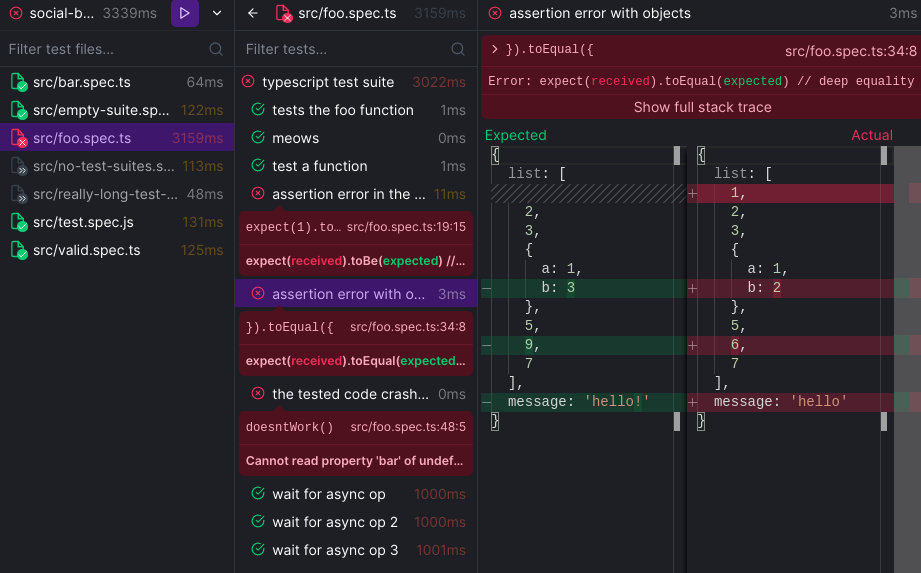 social-b... 3339ms
Filter test files...
src/bar.spec.ts 64ms
src/empty-suite.sp... 122ms
src/foo.spec.ts 3159ms
src/no-test-suites.s... 113ms
src/really-long-test-... 48ms
src/test.spec.js 131ms
src/valid.spec.ts 125ms
src/foo.spec.ts 3159ms
Filter tests...
typescript test suite 3022ms
tests the foo function 1ms
meows 0ms
test a function 1ms
assertion error in the ... 11ms
expect(1).to… src/foo.spec.ts:19:15
expect(received).toBe(expected) //...
assertion error with o... 3ms
}).toEqual({ src/foo.spec.ts:34:8
expect(received).toEqual(expected...
the tested code crash... 0ms
doesntWork() src/foo.spec.ts:48:5
Cannot read property 'bar' of undef...
wait for async op 1000ms
wait for async op 2 1000ms
wait for async op 3 1001ms
assertion error with objects 3ms
}).toEqual({ src/foo.spec.ts:34:8
Error: expect(received).toEqual(expected) // deep equality
Show full stack trace
Expected
{
list: [
2,
3,
{
a: 1,
− b: 3
},
5,
− 9,
7
],
− message: 'hello!'
}
Actual
{
list: [
+ 1,
2,
3,
{
a: 1,
+ b: 2
},
5,
+ 6,
7
],
+ message: 'hello'
}